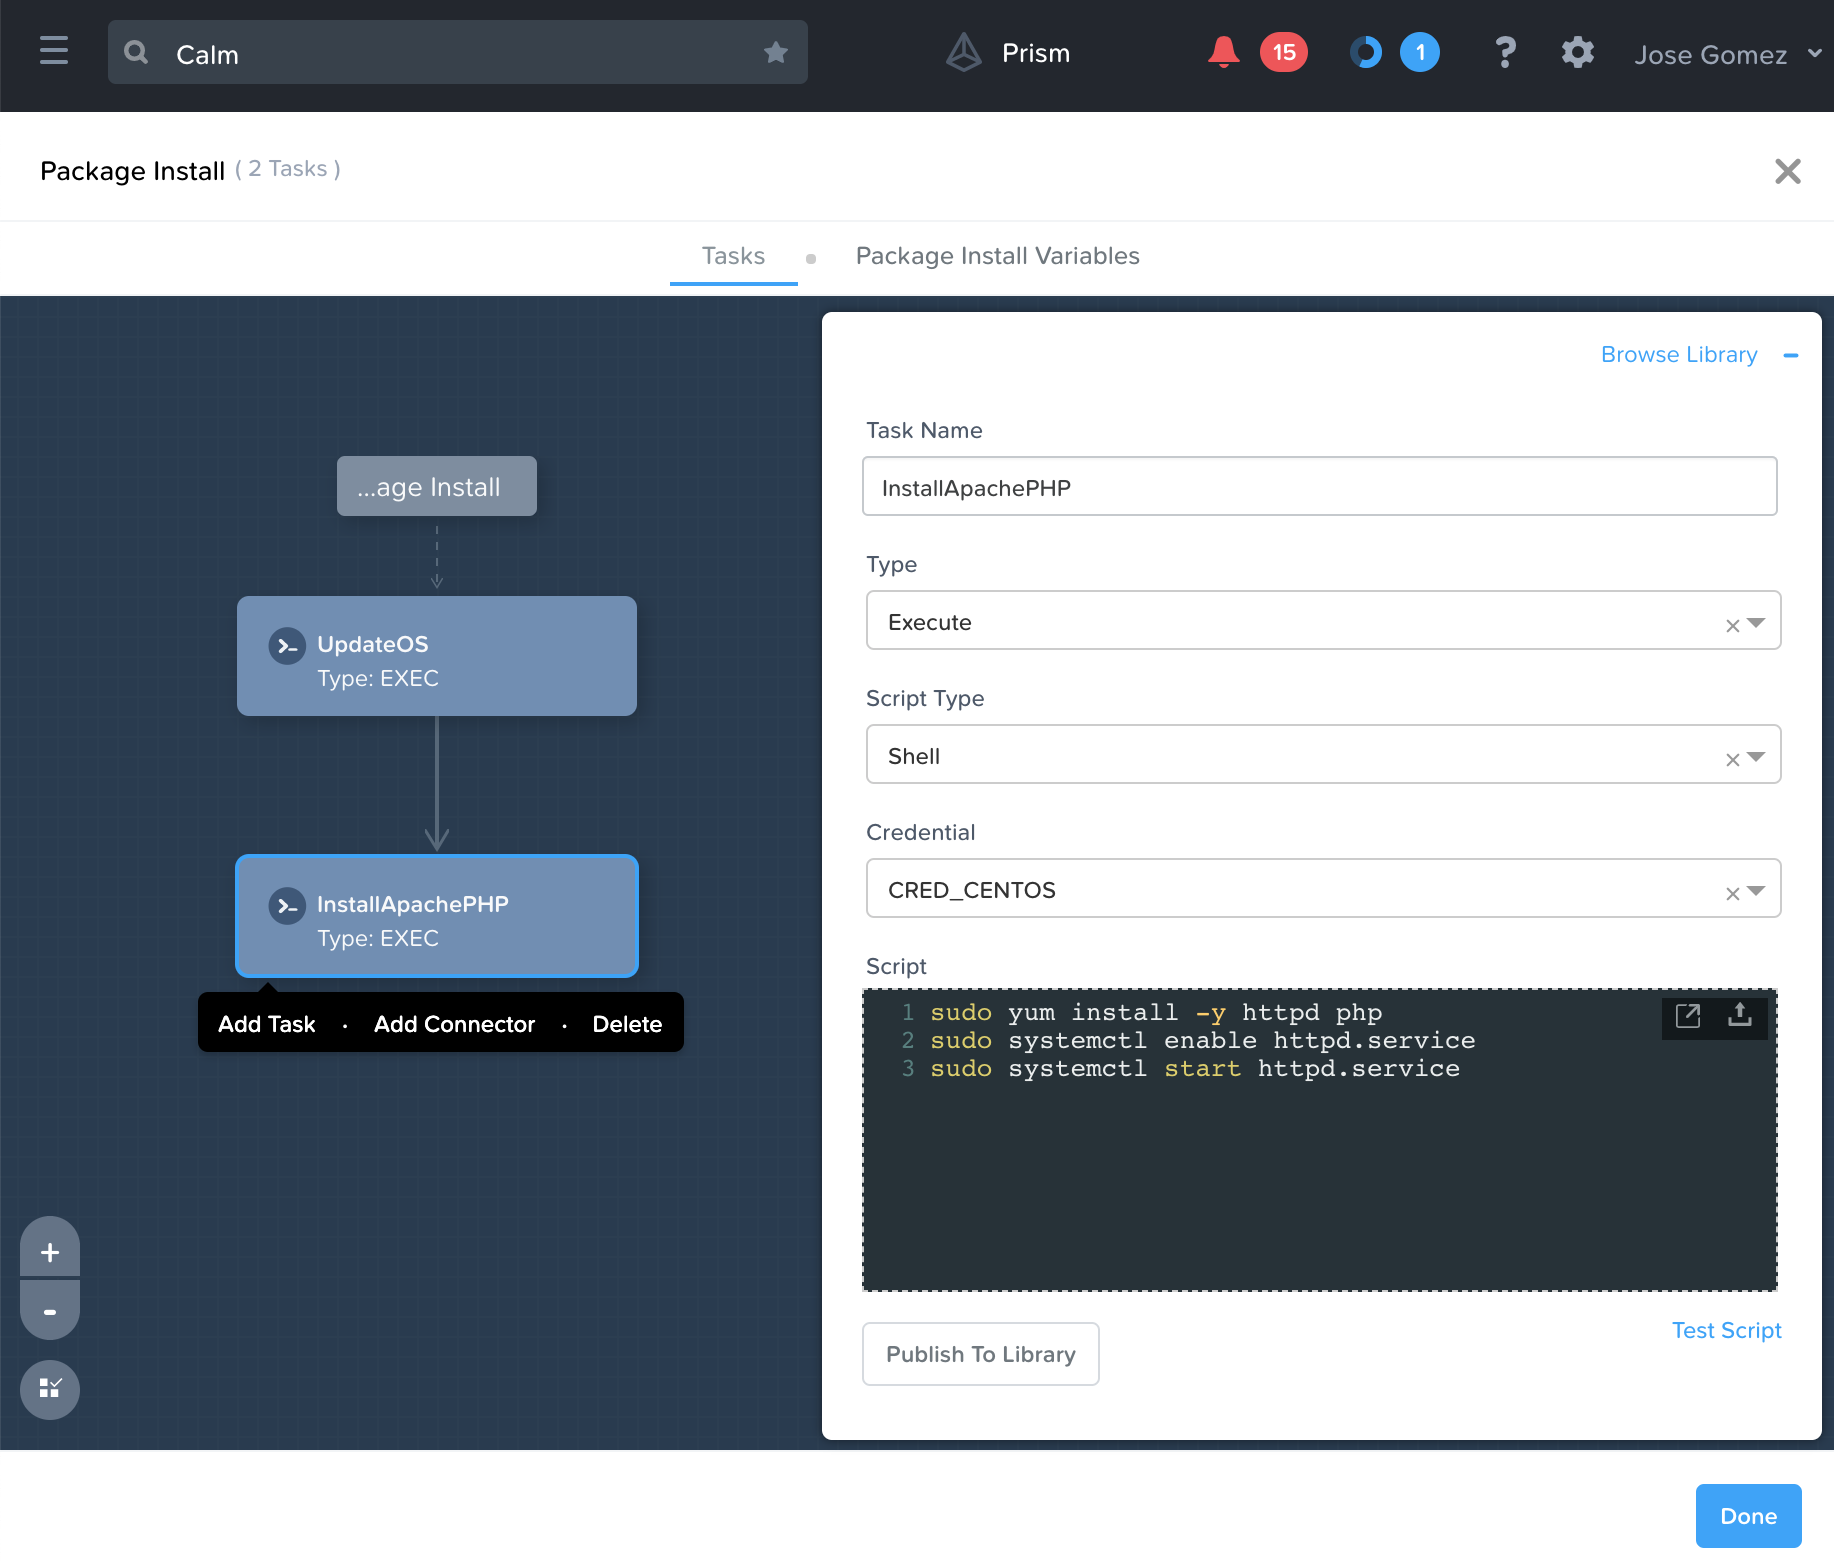 Calm
Prism
15
1
?
Jose Gomez
Package Install ( 2 Tasks )
Tasks
Package Install Variables
...age Install
UpdateOS
Type: EXEC
InstallApachePHP
Type: EXEC
Add Task · Add Connector · Delete
+
-
Browse Library
Task Name
InstallApachePHP
Type
Execute
Script Type
Shell
Credential
CRED_CENTOS
Script
1 sudo yum install -y httpd php
2 sudo systemctl enable httpd.service
3 sudo systemctl start httpd.service
Test Script
Publish To Library
Done